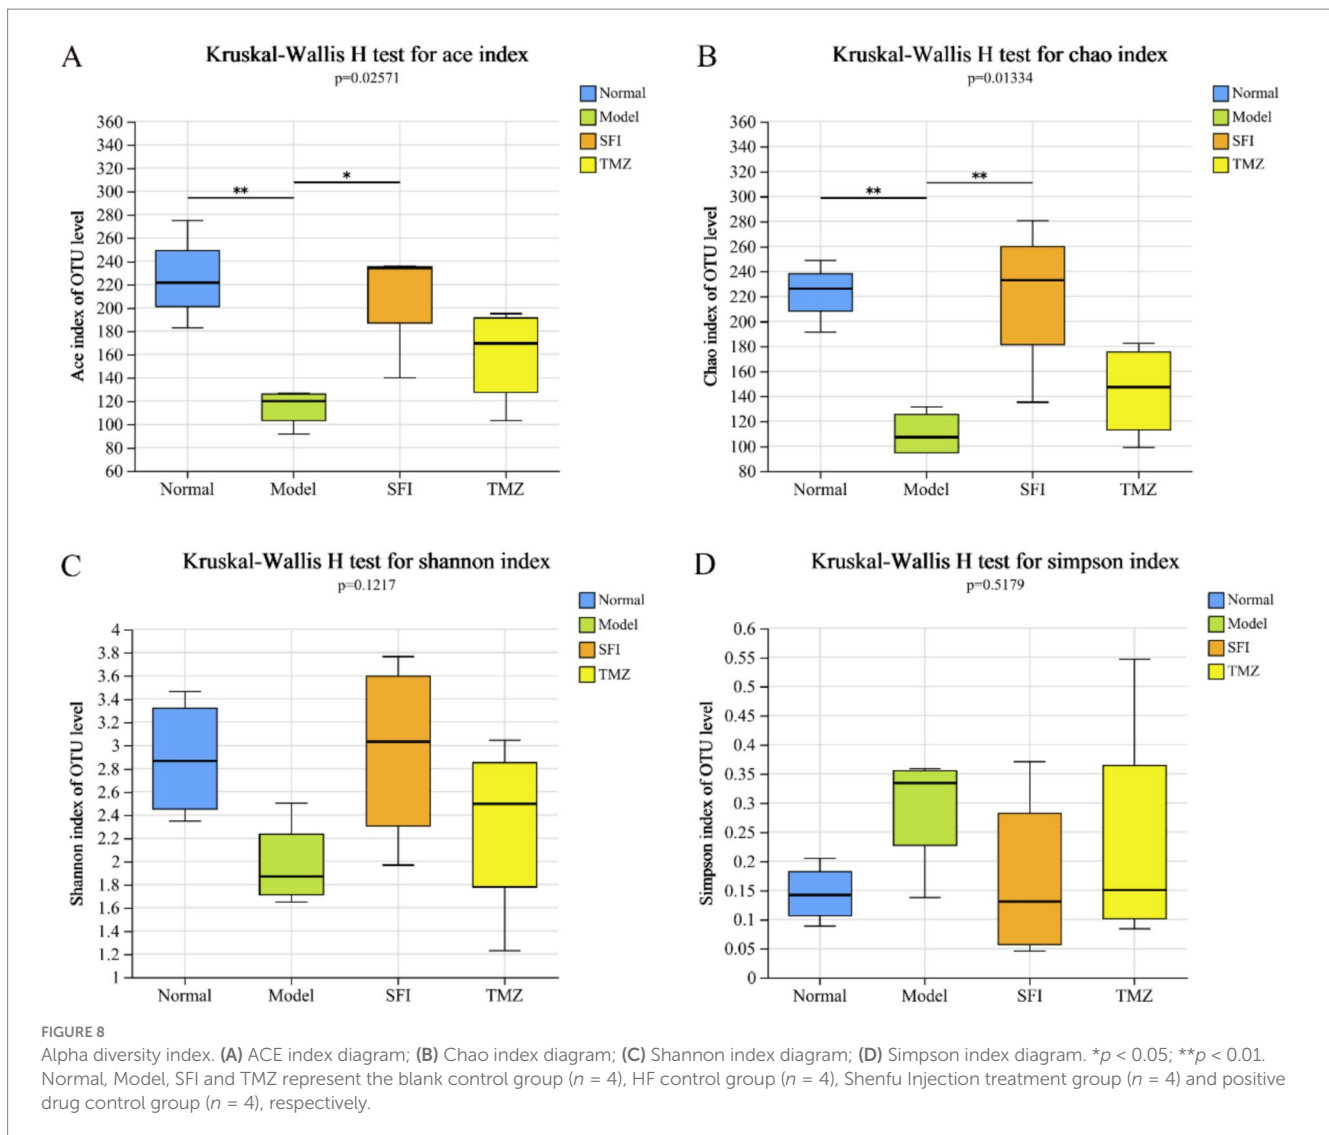 A
Kruskal-Wallis H test for ace index
p=0.02571
Normal
Model
SFI
TMZ
Ace index of OTU level
360
340
320
300
280
260
240
220
200
180
160
140
120
100
80
60
**
*
Normal
Model
SFI
TMZ
B
Kruskal-Wallis H test for chao index
p=0.01334
Normal
Model
SFI
TMZ
Chao index of OTU level
360
340
320
300
280
260
240
220
200
180
160
140
120
100
80
**
**
Normal
Model
SFI
TMZ
C
Kruskal-Wallis H test for shannon index
p=0.1217
Normal
Model
SFI
TMZ
Shannon index of OTU level
4
3.8
3.6
3.4
3.2
3
2.8
2.6
2.4
2.2
2
1.8
1.6
1.4
1.2
1
Normal
Model
SFI
TMZ
D
Kruskal-Wallis H test for simpson index
p=0.5179
Normal
Model
SFI
TMZ
Simpson index of OTU level
0.6
0.55
0.5
0.45
0.4
0.35
0.3
0.25
0.2
0.15
0.1
0.05
0
Normal
Model
SFI
TMZ
FIGURE 8
Alpha diversity index. (A) ACE index diagram; (B) Chao index diagram; (C) Shannon index diagram; (D) Simpson index diagram. *p < 0.05; **p < 0.01.
Normal, Model, SFI and TMZ represent the blank control group (n = 4), HF control group (n = 4), Shenfu Injection treatment group (n = 4) and positive
drug control group (n = 4), respectively.